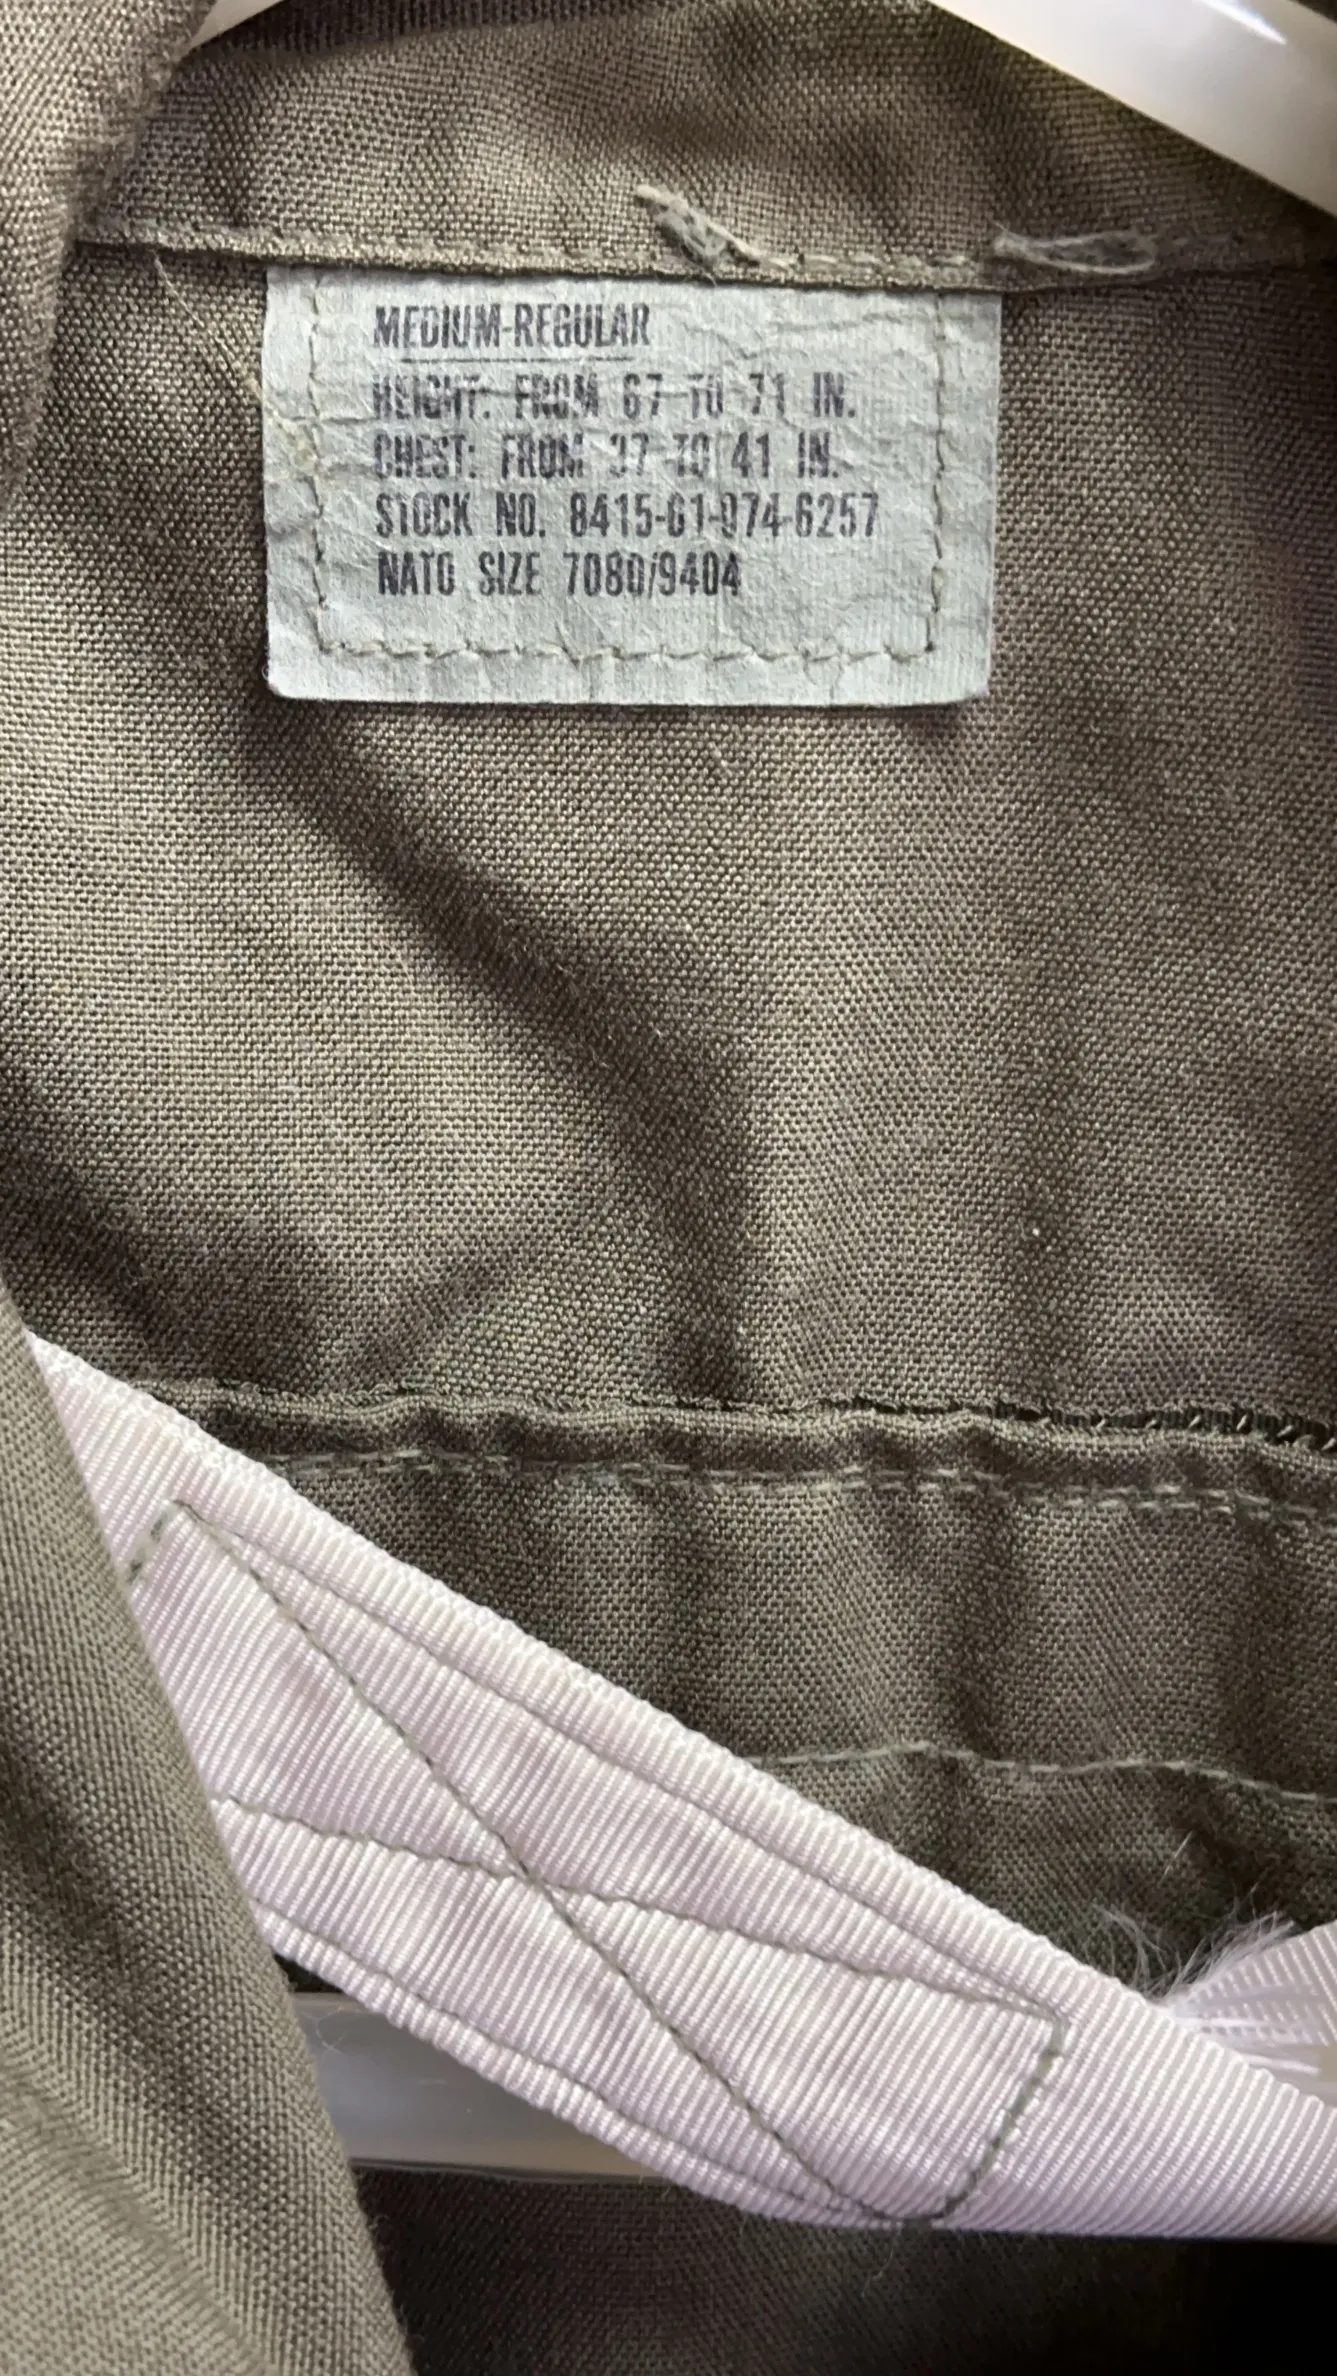 MEDIUM-REGULAR
HEIGHT: FROM 67 TO 71 IN.
CHEST: FROM 37 TO 41 IN.
STOCK NO. 8415-01-074-6257
NATO SIZE 7080/9404